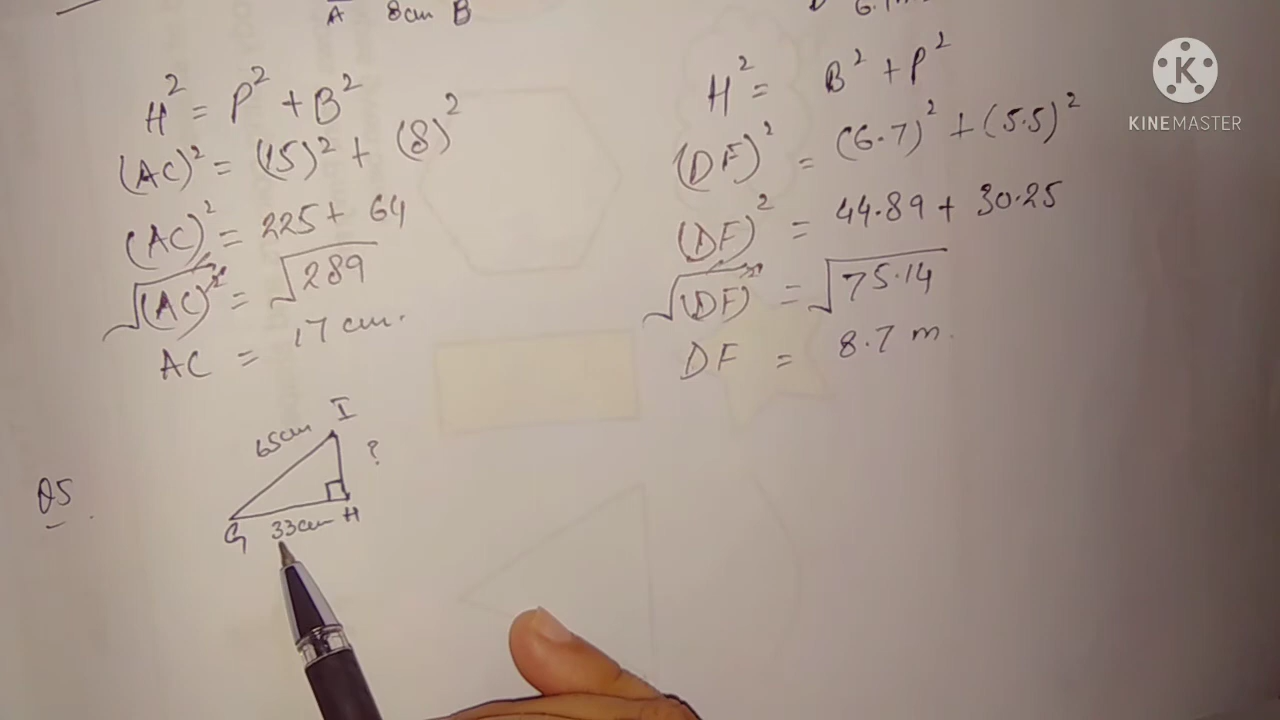 A 8cm B
6.7m
H² = P² + B²
(AC)² = (15)² + (8)²
(AC)² = 225 + 64
√(AC)² = √289
AC = 17 cm.
H² = B² + P²
(DF)² = (6.7)² + (5.5)²
(DF)² = 44.89 + 30.25
√(DF)² = √75.14
DF = 8.7 m.
K
KINEMASTER
Q5.
I
65cm
?
G 33cm H